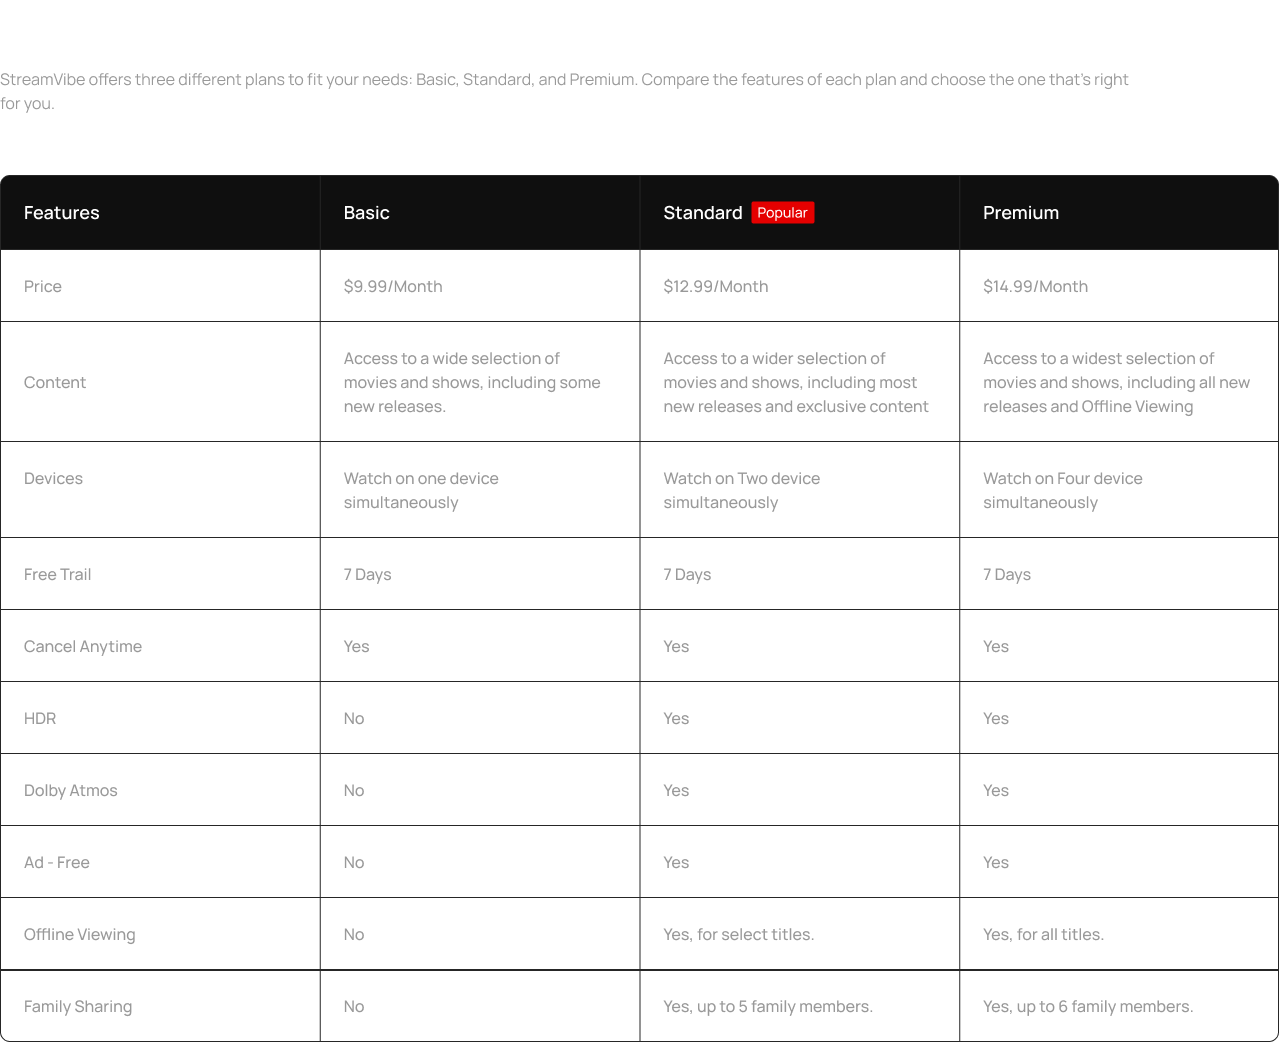 StreamVibe offers three different plans to fit your needs: Basic, Standard, and Premium. Compare the features of each plan and choose the one that's right
for you.
Features
Basic
Standard
Popular
Premium
Price
$9.99/Month
$12.99/Month
$14.99/Month
Content
Access to a wide selection of
movies and shows, including some
new releases.
Access to a wider selection of
movies and shows, including most
new releases and exclusive content
Access to a widest selection of
movies and shows, including all new
releases and Offline Viewing
Devices
Watch on one device
simultaneously
Watch on Two device
simultaneously
Watch on Four device
simultaneously
Free Trail
7 Days
7 Days
7 Days
Cancel Anytime
Yes
Yes
Yes
HDR
No
Yes
Yes
Dolby Atmos
No
Yes
Yes
Ad - Free
No
Yes
Yes
Offline Viewing
No
Yes, for select titles.
Yes, for all titles.
Family Sharing
No
Yes, up to 5 family members.
Yes, up to 6 family members.